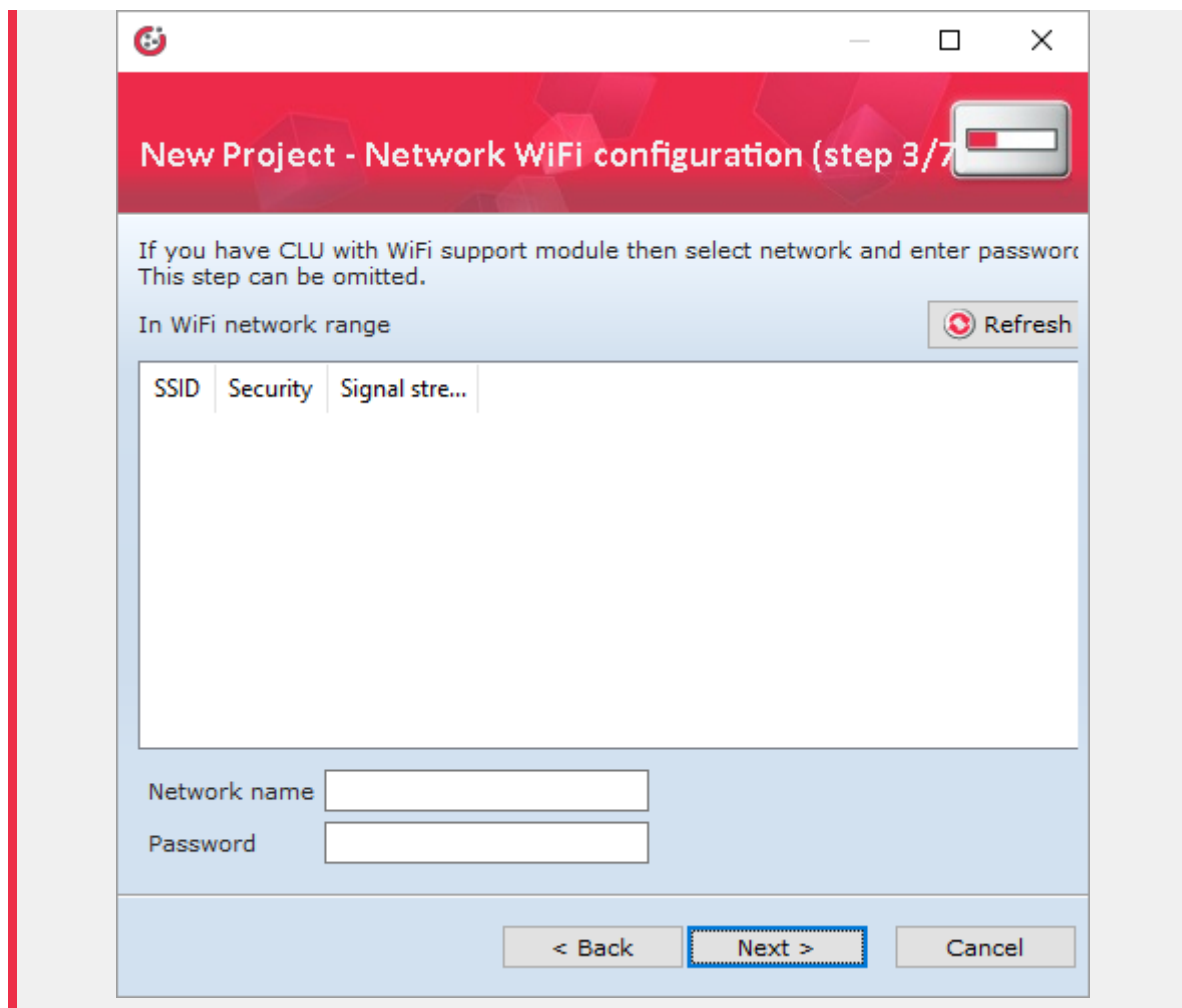 New Project - Network WiFi configuration (step 3/7
If you have CLU with WiFi support module then select network and enter password
This step can be omitted.
In WiFi network range
Refresh
SSID Security Signal stre...
Network name
Password
< Back Next > Cancel